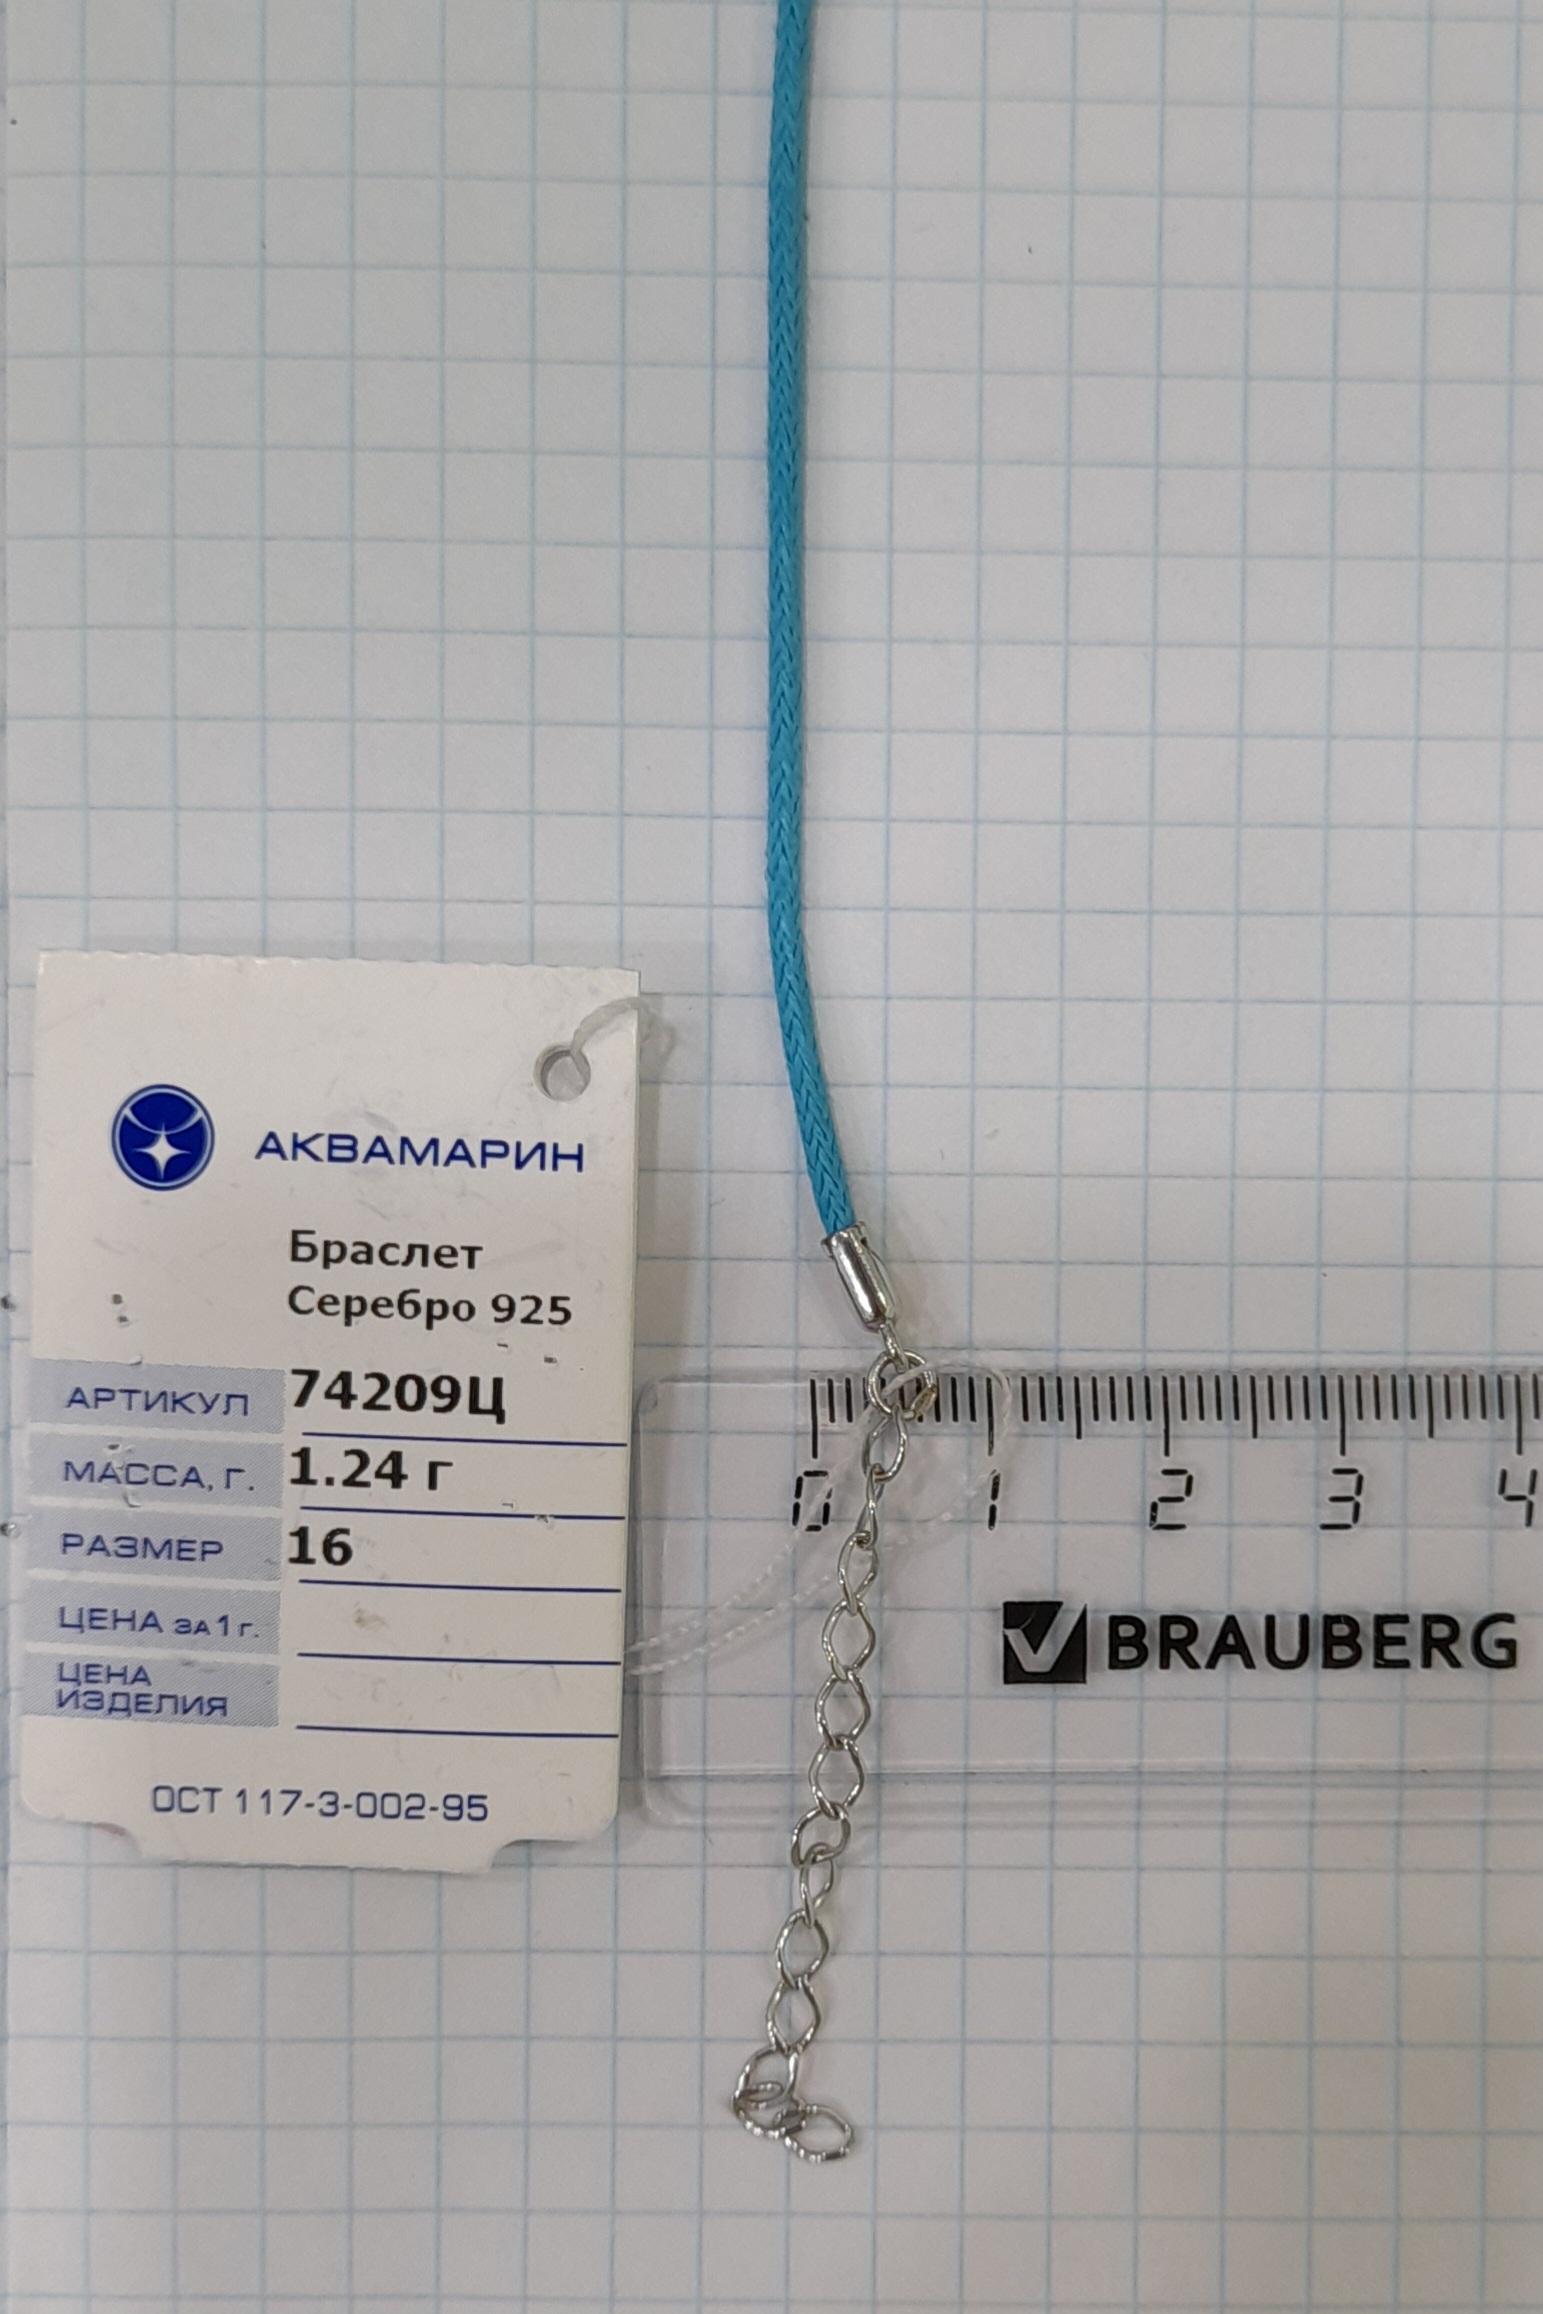 АКВАМАРИН
Браслет
Серебро 925
АРТИКУЛ 74209Ц
МАССА, Г. 1.24 г
РАЗМЕР 16
ЦЕНА ЗА 1 Г.
ЦЕНА
ИЗДЕЛИЯ
ОСТ 117-3-002-95
0 1 2 3 4
BRAUBERG